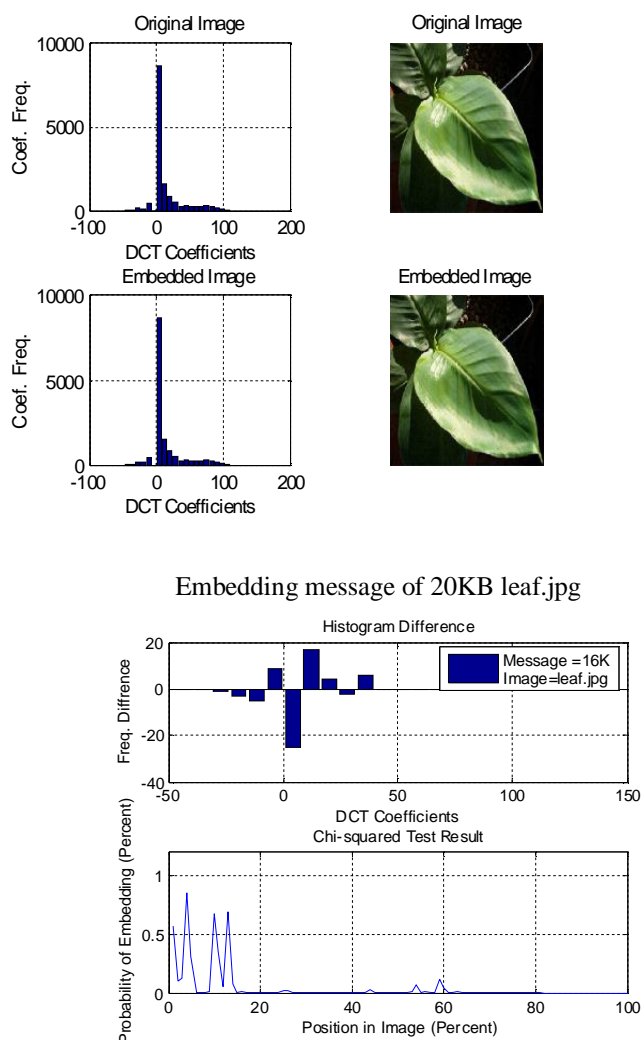 Original Image
Original Image
10000
5000
0
Coef. Freq.
-100 0 100 200
DCT Coefficients
Embedded Image
Embedded Image
10000
5000
0
Coef. Freq.
-100 0 100 200
DCT Coefficients
Embedding message of 20KB leaf.jpg
Histogram Difference
20
0
-20
-40
Freq. Diffrence
Message =16K
Image=leaf.jpg
-50 0 50 100 150
DCT Coefficients
Chi-squared Test Result
1
0.5
0
Probability of Embedding (Percent)
0 20 40 60 80 100
Position in Image (Percent)